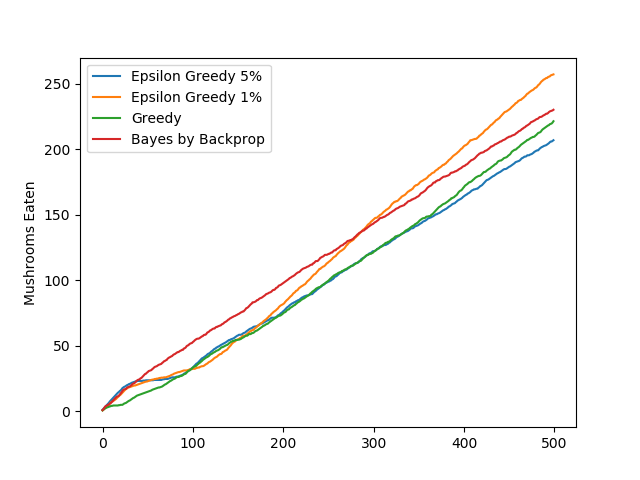 Epsilon Greedy 5%
Epsilon Greedy 1%
Greedy
Bayes by Backprop
Mushrooms Eaten
250
200
150
100
50
0
0 100 200 300 400 500